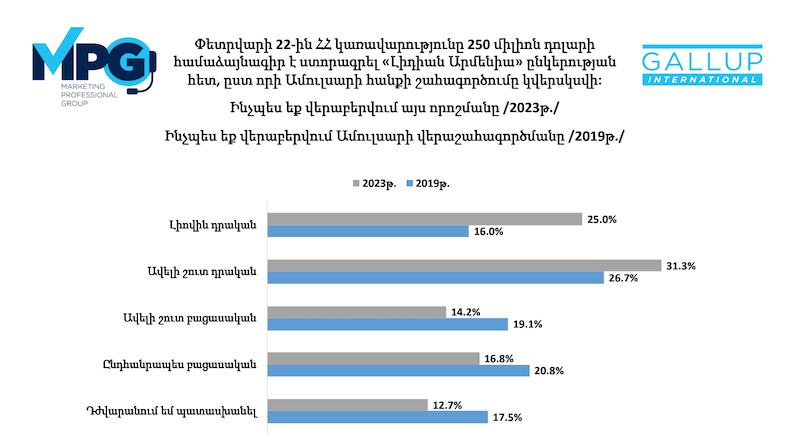 MPG
MARKETING
PROFESSIONAL
GROUP
Փետրվարի 22-ին ՀՀ կառավարությունը 250 միլիոն դոլարի
համաձայնագիր է ստորագրել «Լիդիան Արմենիա» ընկերության
հետ, ըստ որի Ամուլսարի հանքի շահագործումը կվերսկսվի:
Ինչպես եք վերաբերվում այս որոշմանը /2023թ./
Ինչպես եք վերաբերվում Ամուլսարի վերաշահագործմանը /2019թ./
GALLUP
INTERNATIONAL
2023թ. 2019թ.
Լիովին դրական 25.0%
16.0%
Ավելի շուտ դրական 31.3%
26.7%
Ավելի շուտ բացասական 14.2%
19.1%
Ընդհանրապես բացասական 16.8%
20.8%
Դժվարանում եմ պատասխանել 12.7%
17.5%